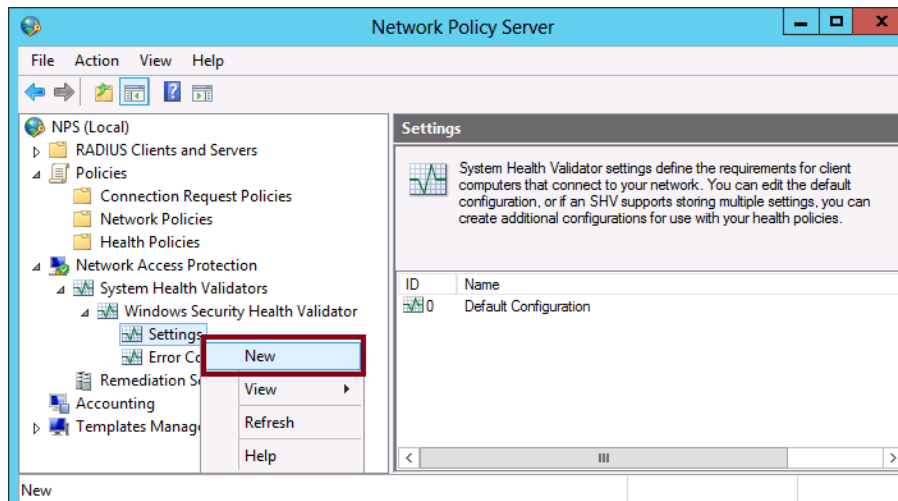 Network Policy Server
File Action View Help
NPS (Local)
RADIUS Clients and Servers
Policies
Connection Request Policies
Network Policies
Health Policies
Network Access Protection
System Health Validators
Windows Security Health Validator
Settings
Error Co
Remediation S
Accounting
Templates Manag
New
View
Refresh
Help
Settings
System Health Validator settings define the requirements for client
computers that connect to your network. You can edit the default
configuration, or if an SHV supports storing multiple settings, you can
create additional configurations for use with your health policies.
ID Name
0 Default Configuration
New